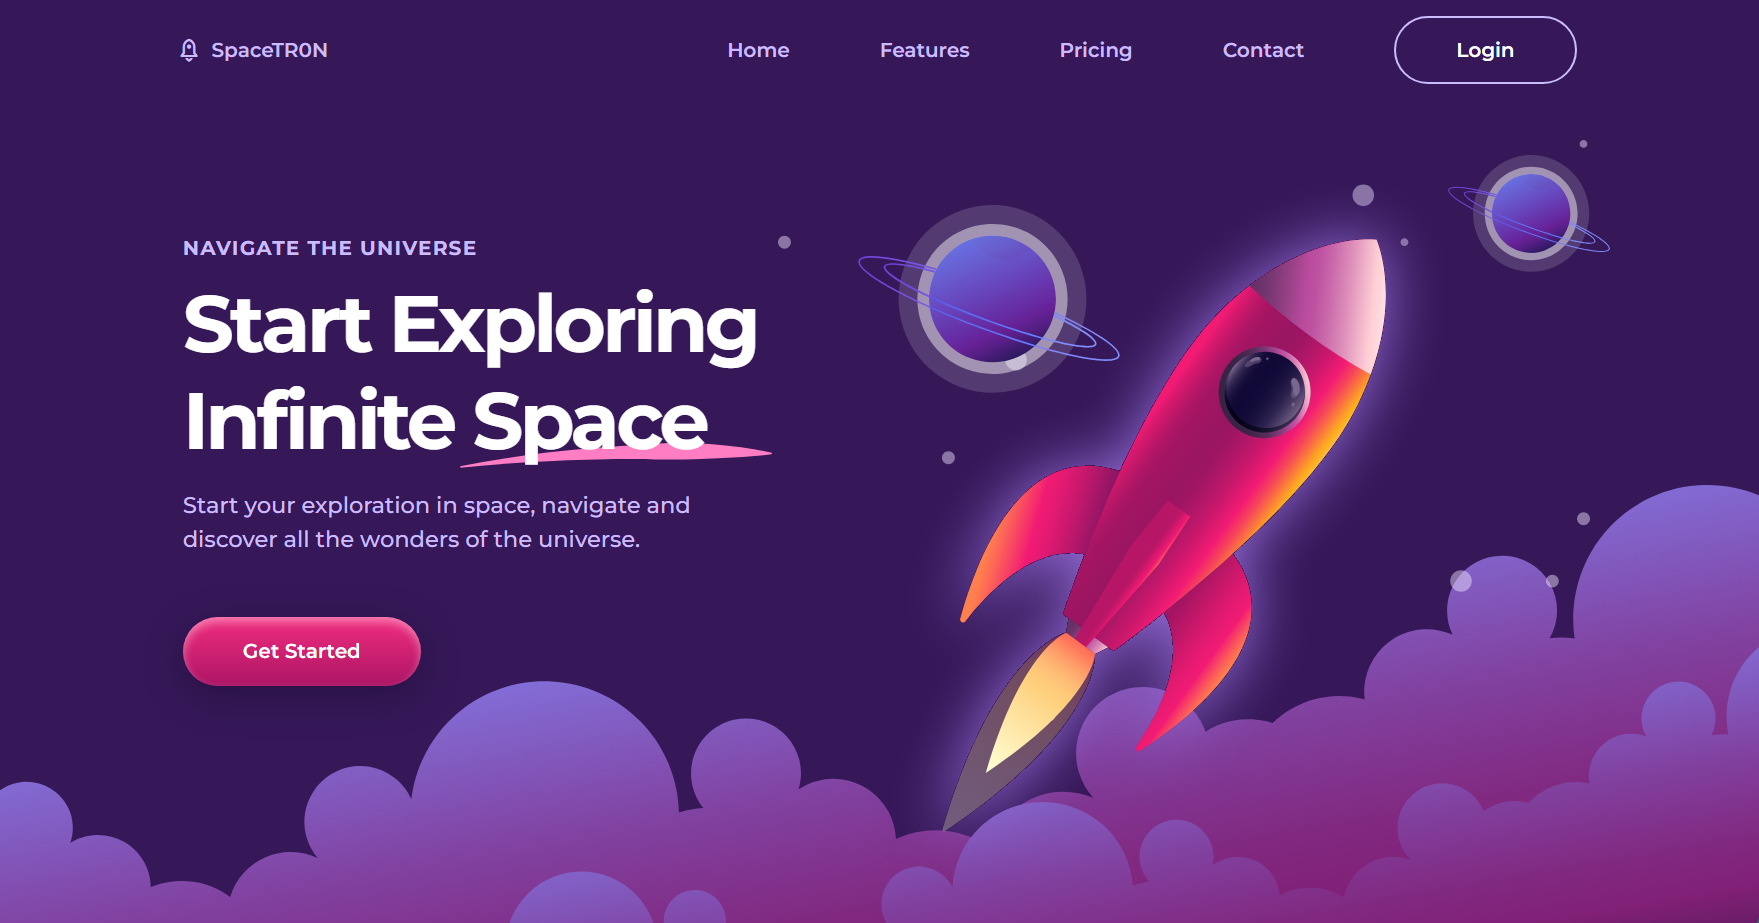 SpaceTR0N
Home
Features
Pricing
Contact
Login
NAVIGATE THE UNIVERSE
Start Exploring
Infinite Space
Start your exploration in space, navigate and
discover all the wonders of the universe.
Get Started